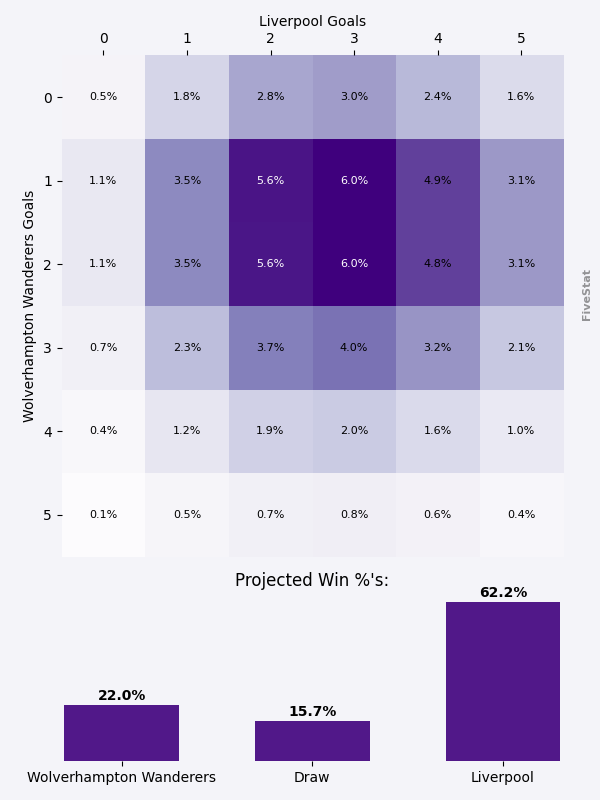 Liverpool Goals
0 1 2 3 4 5
Wolverhampton Wanderers Goals
0 0.5% 1.8% 2.8% 3.0% 2.4% 1.6%
1 1.1% 3.5% 5.6% 6.0% 4.9% 3.1%
2 1.1% 3.5% 5.6% 6.0% 4.8% 3.1%
3 0.7% 2.3% 3.7% 4.0% 3.2% 2.1%
4 0.4% 1.2% 1.9% 2.0% 1.6% 1.0%
5 0.1% 0.5% 0.7% 0.8% 0.6% 0.4%
FiveStat
Projected Win %'s:
22.0% 15.7% 62.2%
Wolverhampton Wanderers Draw Liverpool